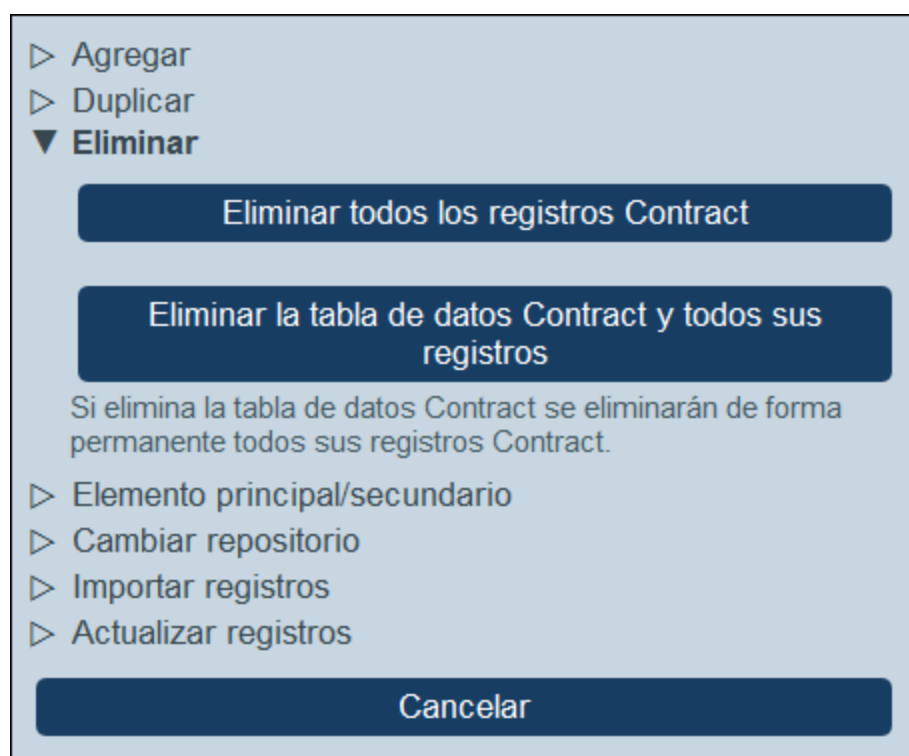 Agregar
Duplicar
Eliminar
Eliminar todos los registros Contract
Eliminar la tabla de datos Contract y todos sus
registros
Si elimina la tabla de datos Contract se eliminarán de forma
permanente todos sus registros Contract.
Elemento principal/secundario
Cambiar repositorio
Importar registros
Actualizar registros
Cancelar